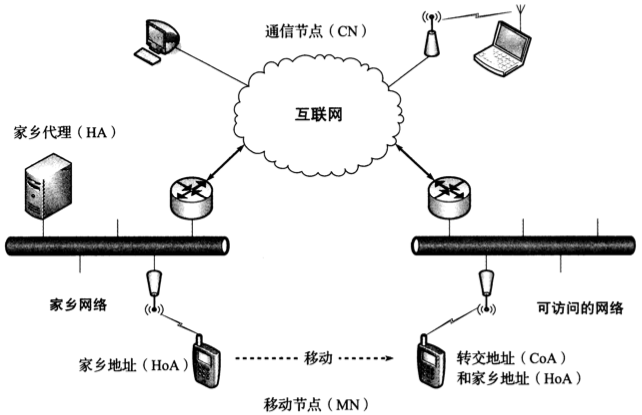 通信节点（CN）
互联网
家乡代理（HA）
家乡网络
可访问的网络
家乡地址（HoA）
移动
转交地址（CoA）
和家乡地址（HoA）
移动节点（MN）